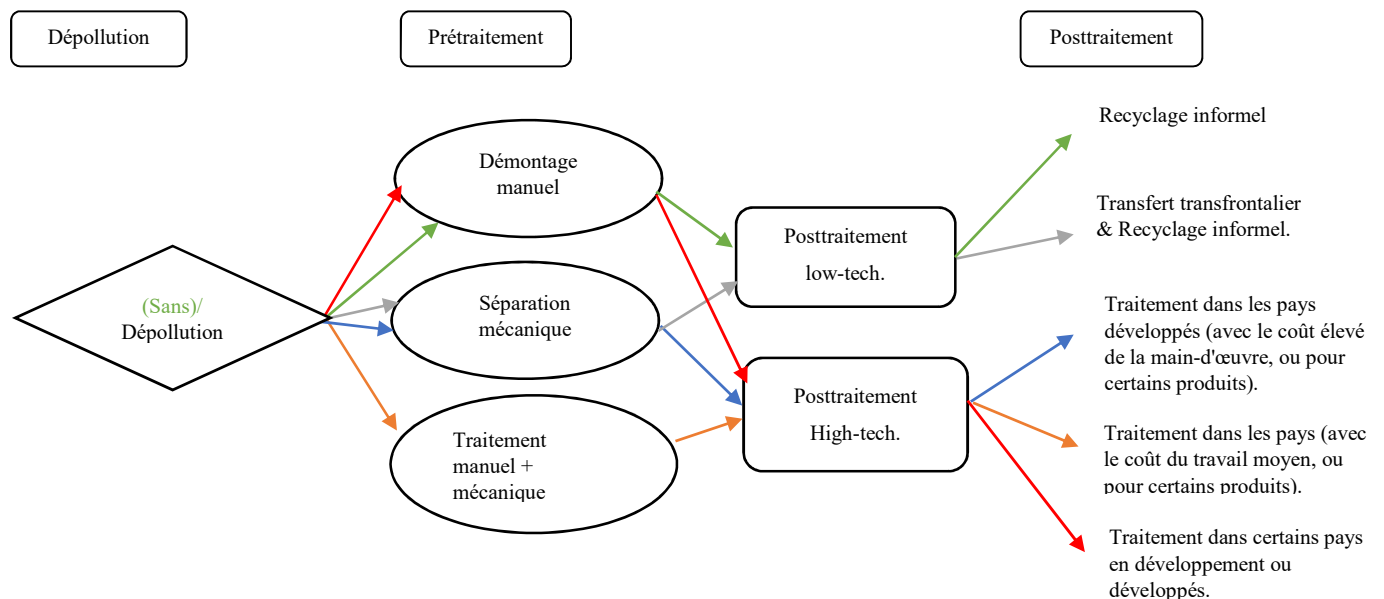 Dépollution
Prétraitement
Posttraitement
(Sans)/
Dépollution
Démontage
manuel
Séparation
mécanique
Traitement
manuel +
mécanique
Posttraitement
low-tech.
Posttraitement
High-tech.
Recyclage informel
Transfert transfrontalier
& Recyclage informel.
Traitement dans les pays
développés (avec le coût élevé
de la main-d'œuvre, ou pour
certains produits).
Traitement dans les pays (avec
le coût du travail moyen, ou
pour certains produits).
Traitement dans certains pays
en développement ou
développés.